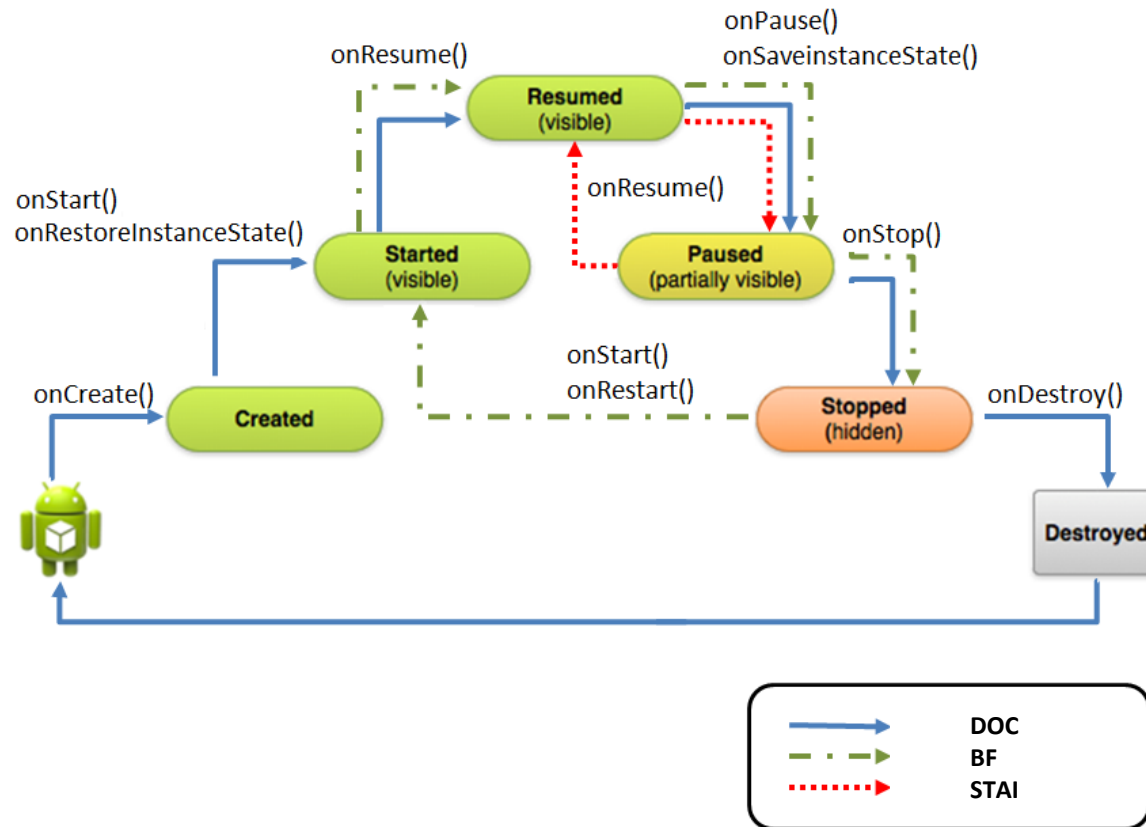 onPause()
onSaveinstanceState()
onResume()
Resumed
(visible)
onResume()
onStart()
onRestoreInstanceState()
Started
(visible)
Paused
(partially visible)
onStop()
onStart()
onRestart()
onCreate()
Created
Stopped
(hidden)
onDestroy()
Destroyed
DOC
BF
STAI